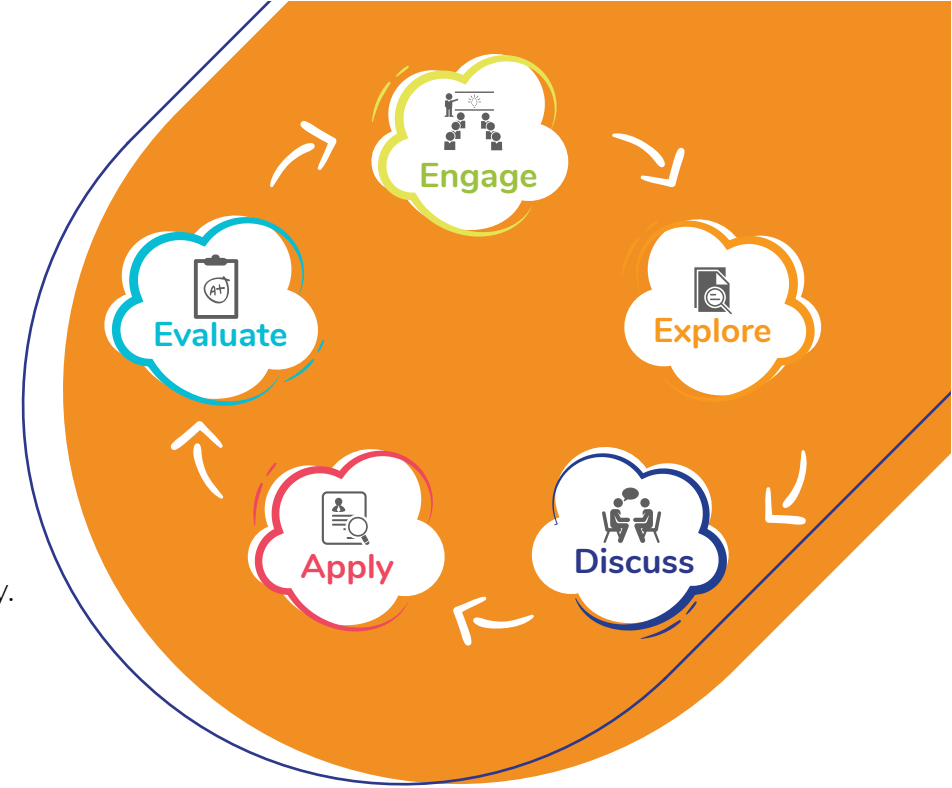 Engage
Explore
Discuss
Apply
Evaluate
A+
y.